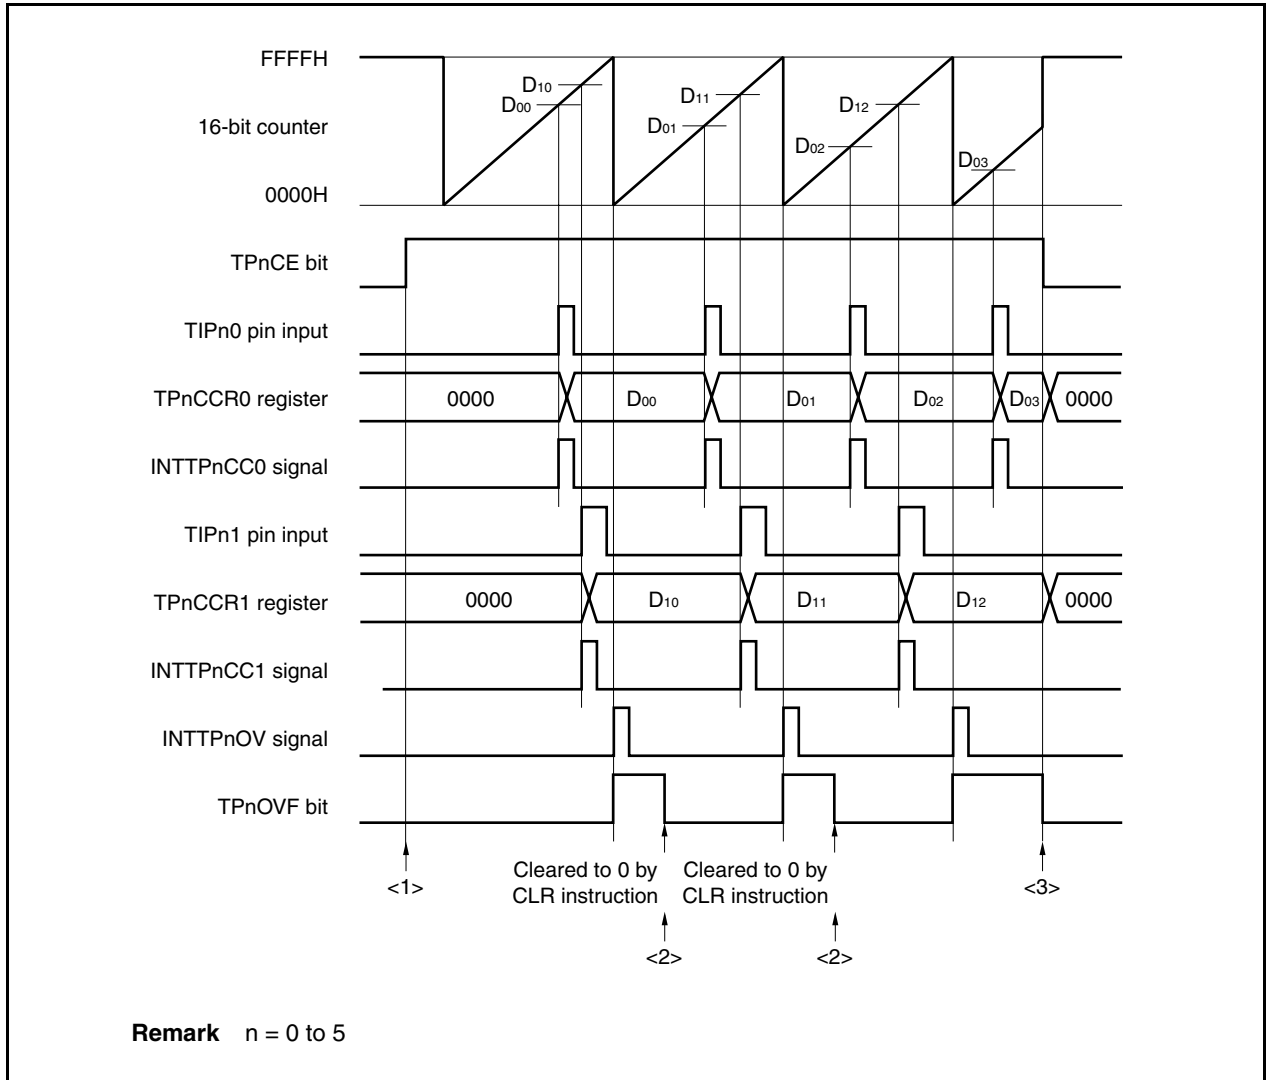 FFFFH
D10
D00
D11
D01
D12
D02
D03
16-bit counter
0000H
TPnCE bit
TIPn0 pin input
TPnCCR0 register
0000 D00 D01 D02 D03 0000
INTTPnCC0 signal
TIPn1 pin input
TPnCCR1 register
0000 D10 D11 D12 0000
INTTPnCC1 signal
INTTPnOV signal
TPnOVF bit
<1>
Cleared to 0 by
CLR instruction
<2>
Cleared to 0 by
CLR instruction
<2>
<3>
Remark n = 0 to 5